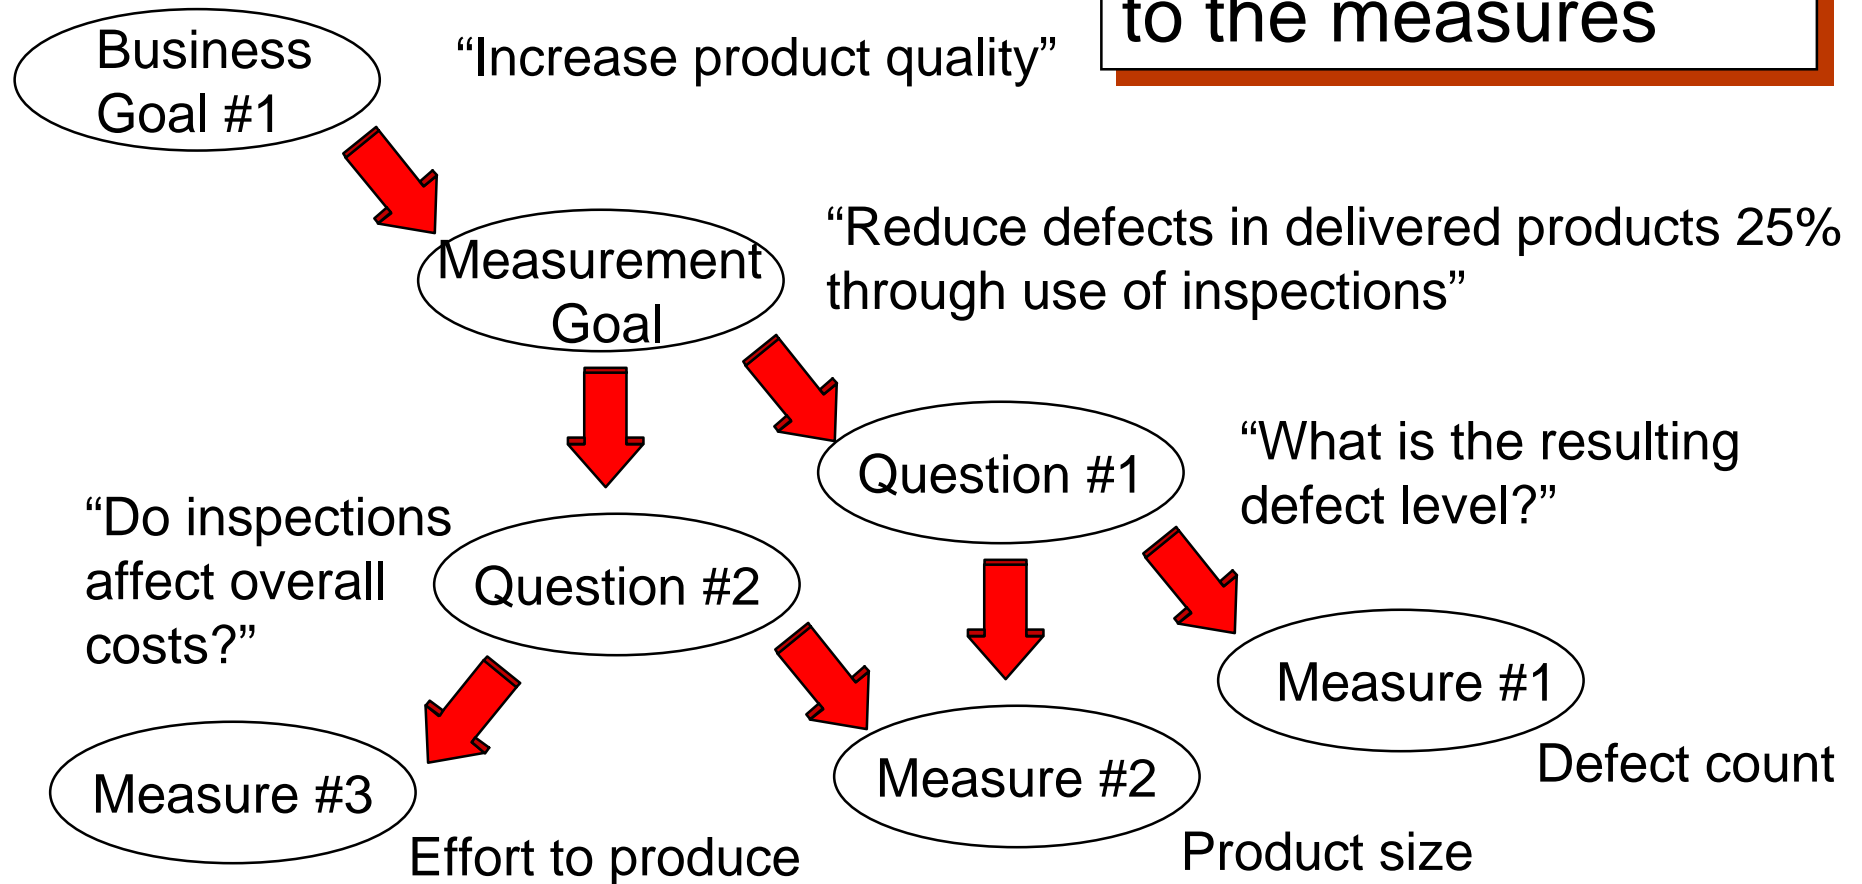 to the measures
Business
Goal #1
“Increase product quality”
Measurement
Goal
“Reduce defects in delivered products 25%
through use of inspections”
Question #1
“What is the resulting
defect level?”
“Do inspections
affect overall
costs?”
Question #2
Measure #1
Defect count
Measure #2
Product size
Measure #3
Effort to produce